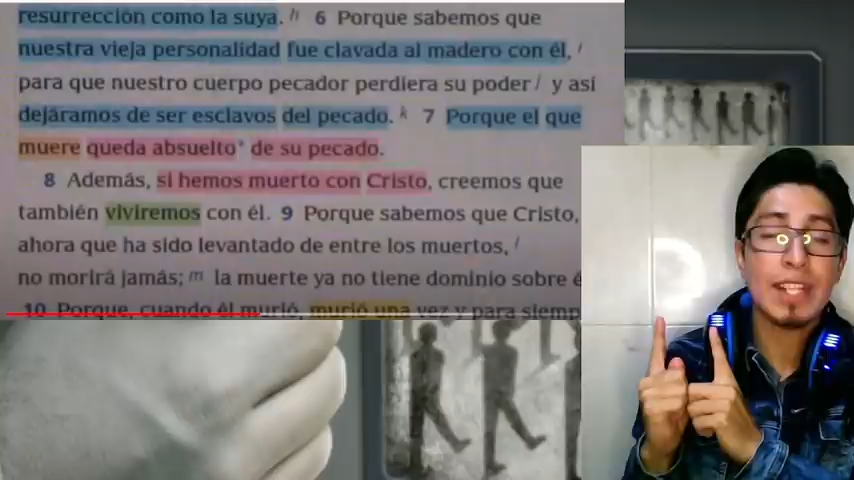 resurrección como la suya. h 6 Porque sabemos que
nuestra vieja personalidad fue clavada al madero con él, i
para que nuestro cuerpo pecador perdiera su poder j y así
dejáramos de ser esclavos del pecado. k 7 Porque el que
muere queda absuelto* de su pecado.
8 Además, si hemos muerto con Cristo, creemos que
también viviremos con él. 9 Porque sabemos que Cristo,
ahora que ha sido levantado de entre los muertos, l
no morirá jamás; m la muerte ya no tiene dominio sobre é
10 Porque, cuando él murió, murió una vez y para siemp